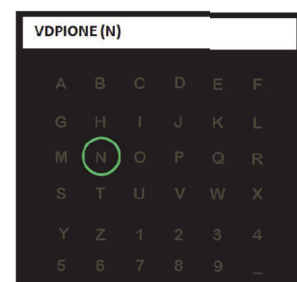 VDPIONE (N)
A B C D E F
G H I J K L
M N O P Q R
S T U V W X
Y Z 1 2 3 4
5 6 7 8 9 _